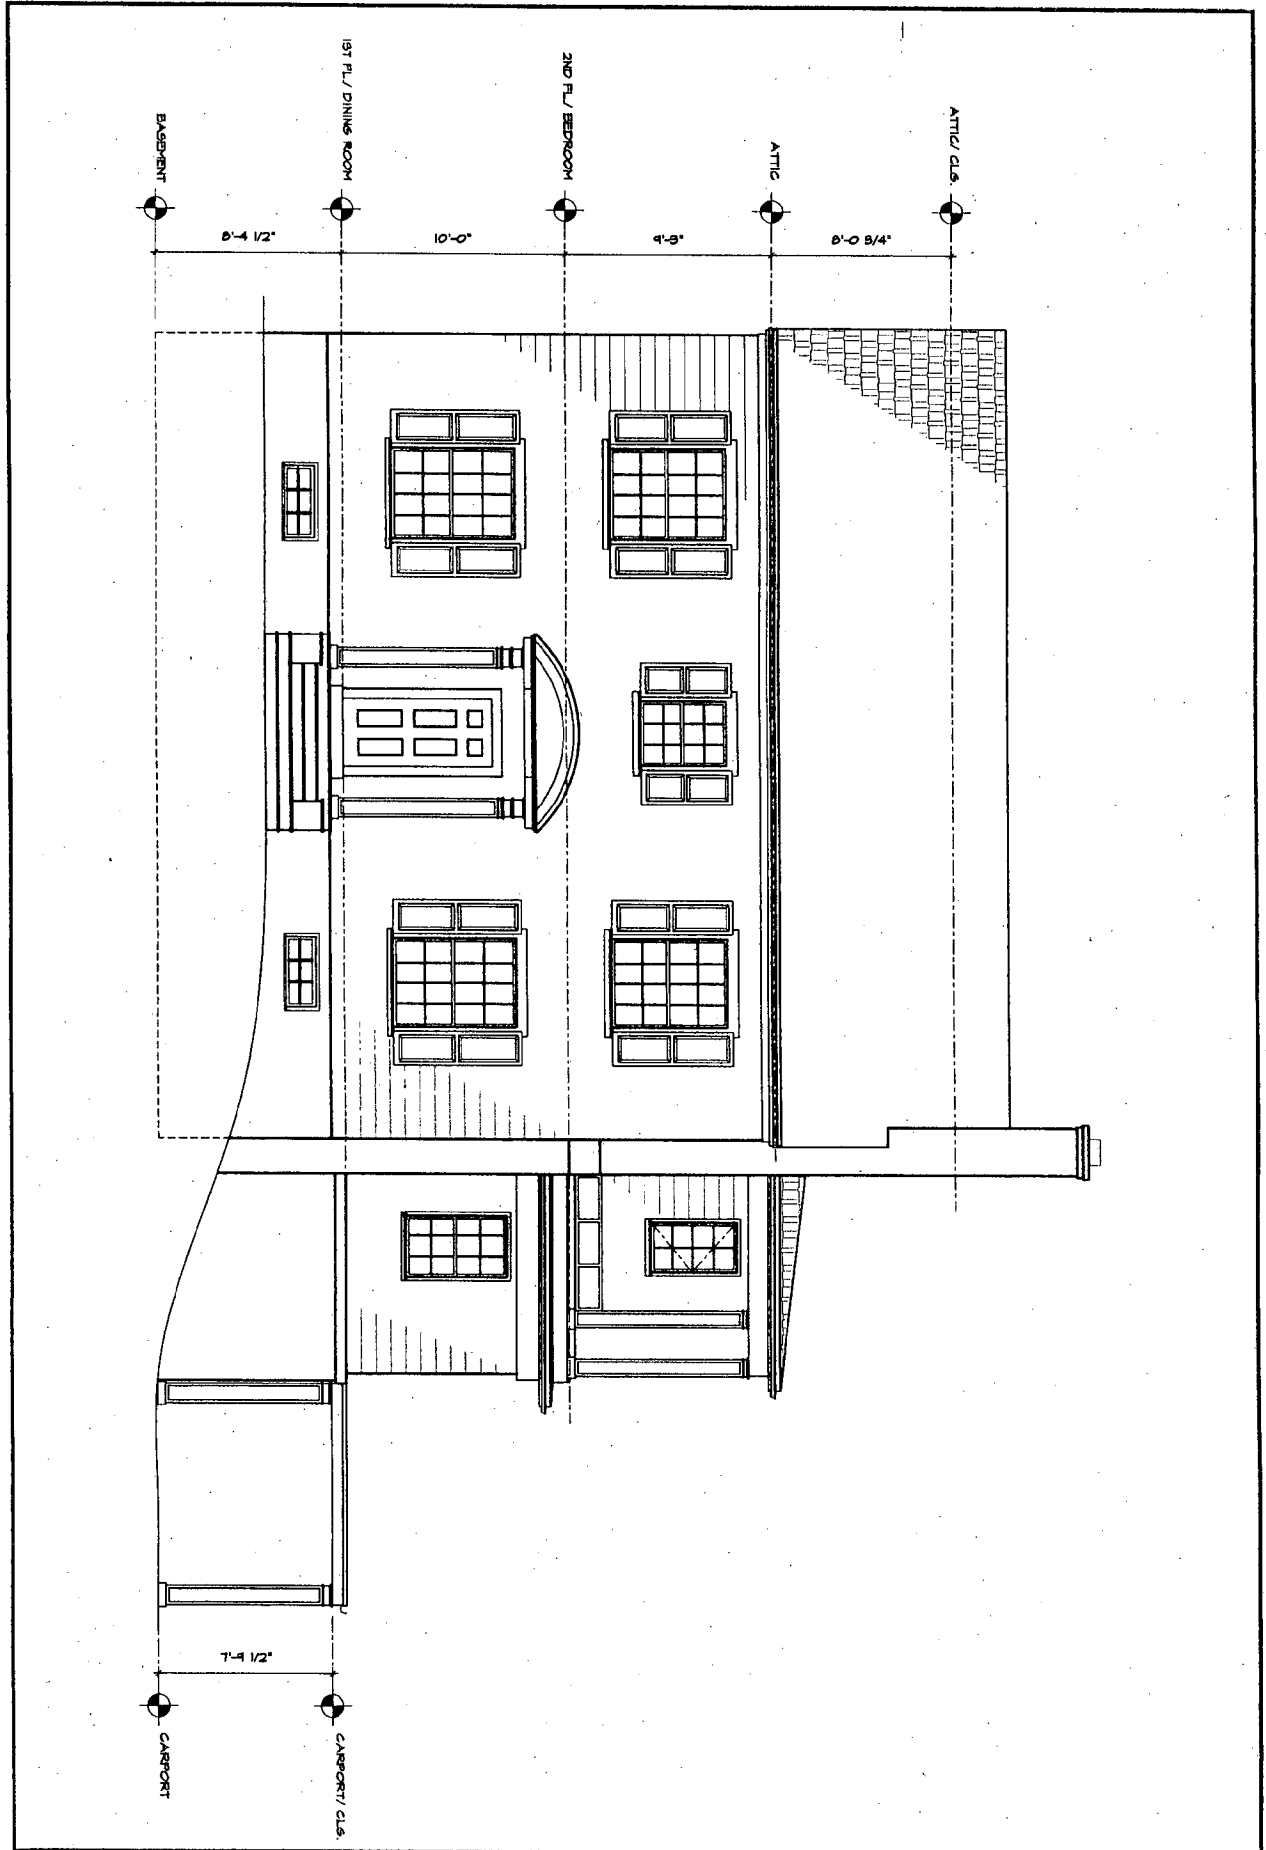 ATTIC/ CLG.
8'-0 3/4"
ATTIC
9'-3"
2ND FL./ BEDROOM
10'-0"
1ST FL./ DINING ROOM
8'-4 1/2"
BASEMENT
CARPORT/ CLG.
7'-9 1/2"
CARPORT